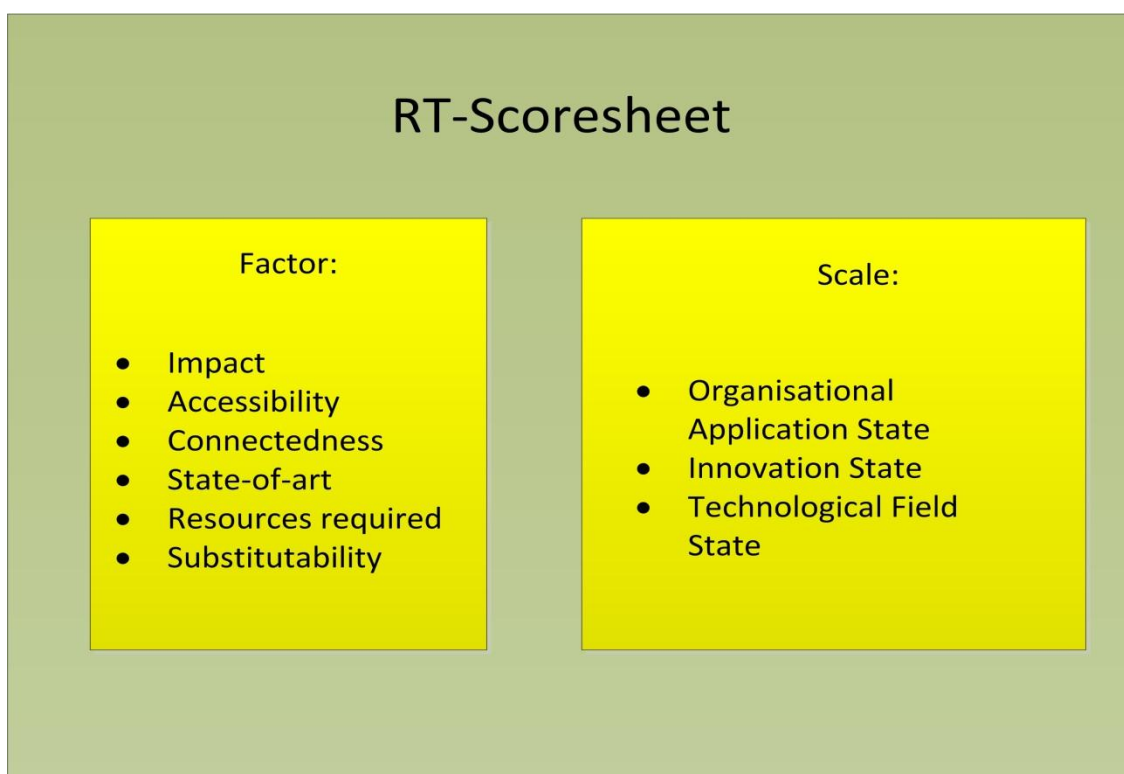 RT-Scoresheet
Factor:
• Impact
• Accessibility
• Connectedness
• State-of-art
• Resources required
• Substitutability
Scale:
• Organisational
Application State
• Innovation State
• Technological Field
State